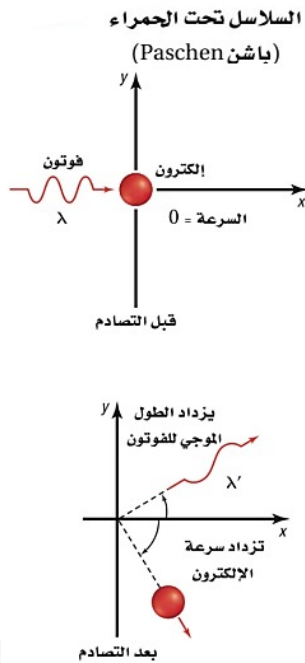 السلاسل تحت الحمراء
(باشن Paschen)
y
فوتون
إلكترون
λ
السرعة = 0
x
قبل التصادم
y
يزداد الطول
الموجي للفوتون
λ′
x
تزداد سرعة
الإلكترون
بعد التصادم